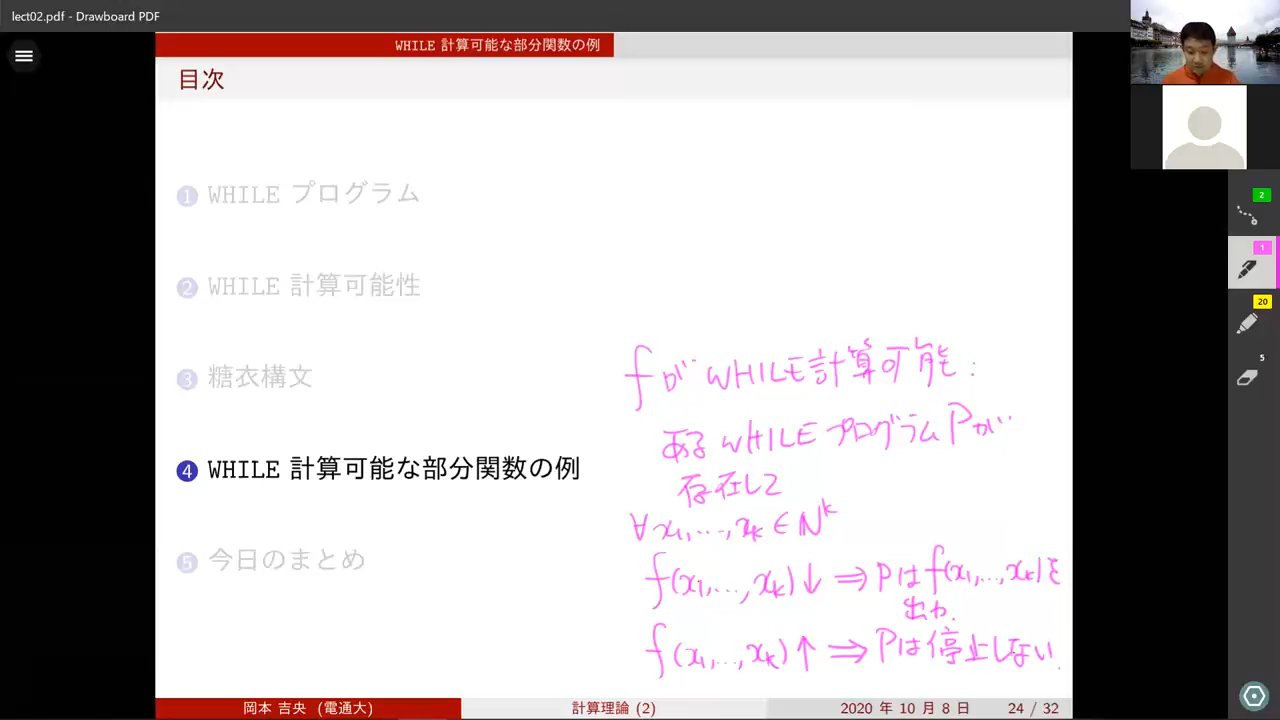 lect02.pdf - Drawboard PDF
WHILE 計算可能な部分関数の例
目次
1 WHILE プログラム
2 WHILE 計算可能性
3 糖衣構文
4 WHILE 計算可能な部分関数の例
5 今日のまとめ
fが WHILE計算可能:
ある WHILEプログラムPが
存在して
∀x₁,...,xₖ∈ℕᵏ
f(x₁,...,xₖ)↓ ⇒ Pは f(x₁,...,xₖ)を
出力.
f(x₁,...,xₖ)↑ ⇒ Pは停止しない.
岡本 吉央 (電通大)
計算理論 (2)
2020 年 10 月 8 日
24 / 32
2
1
20
5